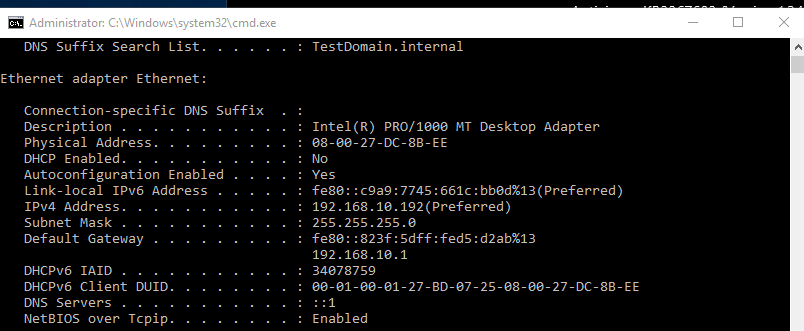 Administrator: C:\Windows\system32\cmd.exe
DNS Suffix Search List. . . . . . : TestDomain.internal
Ethernet adapter Ethernet:
Connection-specific DNS Suffix  . :
Description . . . . . . . . . . . : Intel(R) PRO/1000 MT Desktop Adapter
Physical Address. . . . . . . . . : 08-00-27-DC-8B-EE
DHCP Enabled. . . . . . . . . . . : No
Autoconfiguration Enabled . . . . : Yes
Link-local IPv6 Address . . . . . : fe80::c9a9:7745:661c:bb0d%13(Preferred)
IPv4 Address. . . . . . . . . . . : 192.168.10.192(Preferred)
Subnet Mask . . . . . . . . . . . : 255.255.255.0
Default Gateway . . . . . . . . . : fe80::823f:5dff:fed5:d2ab%13
192.168.10.1
DHCPv6 IAID . . . . . . . . . . . : 34078759
DHCPv6 Client DUID. . . . . . . . : 00-01-00-01-27-BD-07-25-08-00-27-DC-8B-EE
DNS Servers . . . . . . . . . . . : ::1
NetBIOS over Tcpip. . . . . . . . : Enabled